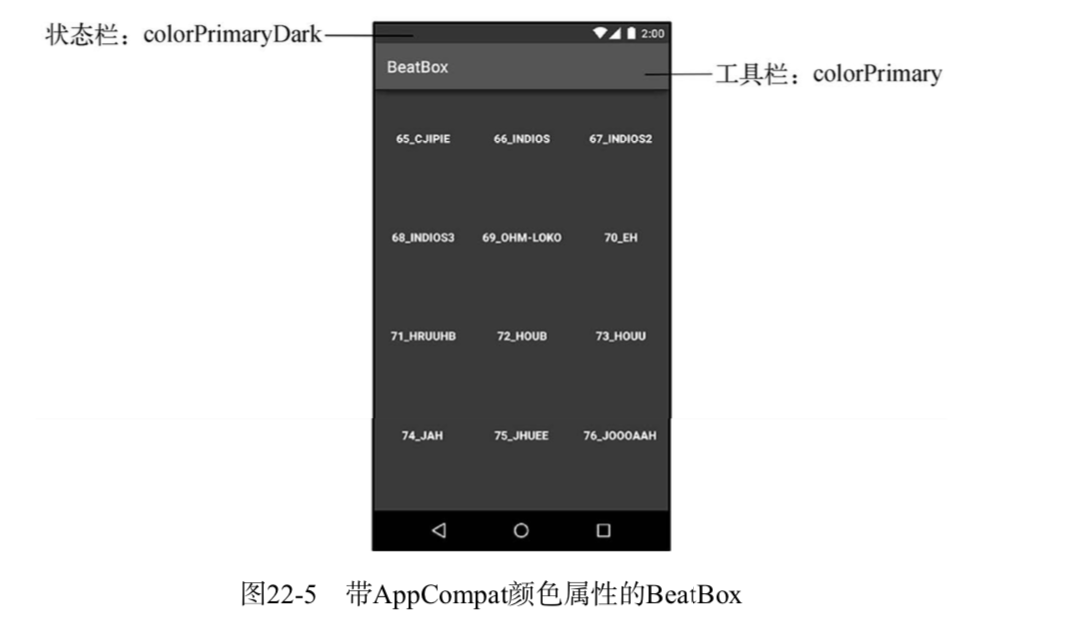 状态栏：colorPrimaryDark
2:00
BeatBox
工具栏：colorPrimary
65_CJIPIE 66_INDIOS 67_INDIOS2
68_INDIOS3 69_OHM-LOKO 70_EH
71_HRUUHB 72_HOUB 73_HOUU
74_JAH 75_JHUEE 76_JOOOAAH
图22-5 带AppCompat颜色属性的BeatBox